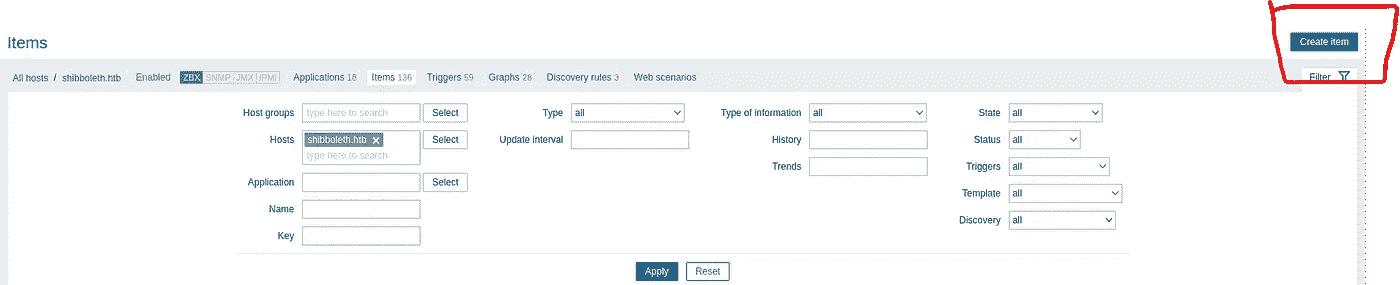 Items
Create item
All hosts / shibboleth.htb Enabled ZBX SNMP JMX IPMI Applications 18 Items 136 Triggers 59 Graphs 28 Discovery rules 3 Web scenarios Filter
Host groups type here to search Select Type all Type of information all State all
Hosts shibboleth.htb Select Update interval History Status all
type here to search
Trends Triggers all
Application Select
Template all
Name
Discovery all
Key
Apply Reset